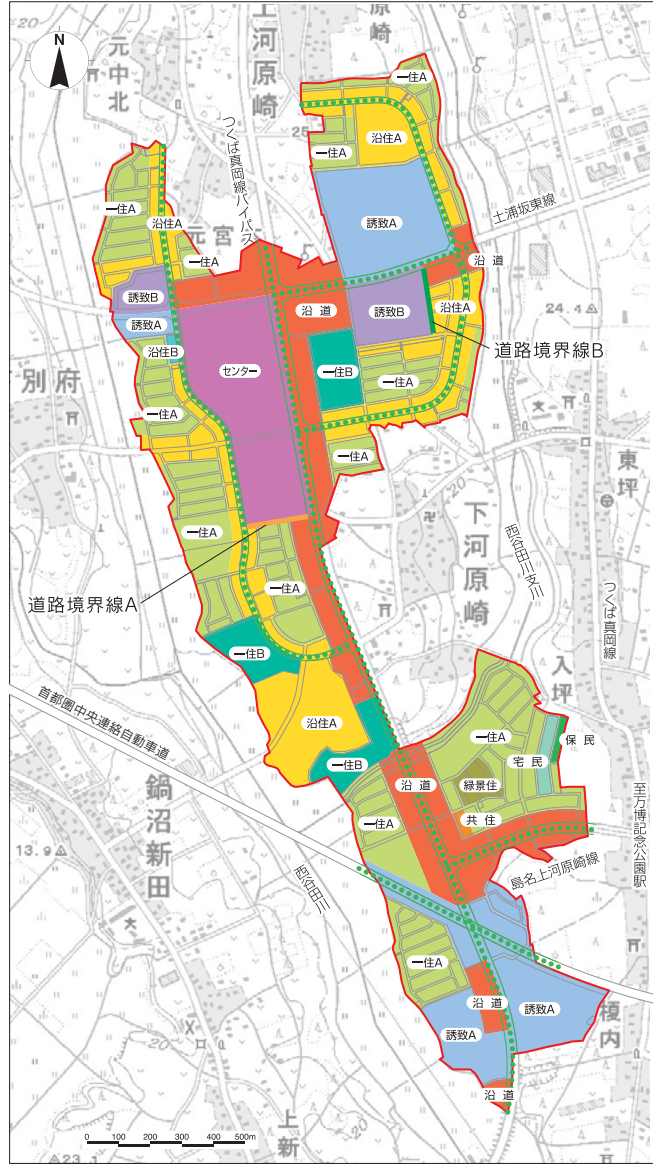 N
元中北
上河原崎
原崎
つくば真岡線バイパス
元宮
一住A
沿住A
一住A
誘致A
土浦坂東線
一住A
沿住A
一住A
誘致B
誘致A
沿住B
沿道
沿道
誘致B
沿住A
24.4
道路境界線B
別府
センター
一住B
一住A
一住A
一住A
20
東坪
下河原崎
西谷田川支川
つくば真岡線
一住A
一住A
道路境界線A
一住B
沿住A
一住B
入坪
首都圏中央連絡自動車道
鍋沼新田
13.9
一住A
保民
宅民
緑景住
沿道
共住
一住A
至万博記念公園駅
島名上河原崎線
西谷田川
一住A
沿道
誘致A
誘致A
榎内
沿道
20
上新
0 100 200 300 400 500m
23.1